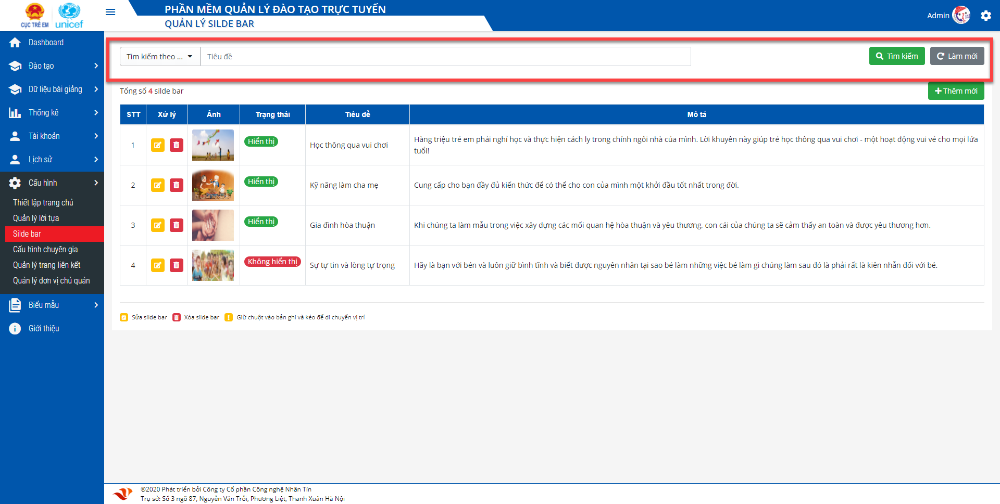 CỤC TRẺ EM
unicef
PHẦN MỀM QUẢN LÝ ĐÀO TẠO TRỰC TUYẾN
QUẢN LÝ SILDE BAR
Admin
Dashboard
Đào tạo
Dữ liệu bài giảng
Thống kê
Tài khoản
Lịch sử
Cấu hình
Thiết lập trang chủ
Quản lý lời tựa
Silde bar
Cấu hình chuyên gia
Quản lý trang liên kết
Quản lý đơn vị chủ quản
Biểu mẫu
Giới thiệu
Tìm kiếm theo ... Tiêu đề Tìm kiếm Làm mới
Tổng số 4 silde bar Thêm mới
STT Xử lý Ảnh Trạng thái Tiêu đề Mô tả
1 Hiển thị Học thông qua vui chơi Hàng triệu trẻ em phải nghỉ học và thực hiện cách ly trong chính ngôi nhà của mình. Lời khuyên này giúp trẻ học thông qua vui chơi - một hoạt động vui vẻ cho mọi lứa
tuổi!
2 Hiển thị Kỹ năng làm cha mẹ Cung cấp cho bạn đầy đủ kiến thức để có thể cho con của mình một khởi đầu tốt nhất trong đời.
3 Hiển thị Gia đình hòa thuận Khi chúng ta làm mẫu trong việc xây dựng các mối quan hệ hòa thuận và yêu thương, con cái của chúng ta sẽ cảm thấy an toàn và được yêu thương hơn.
4 Không hiển thị Sự tự tin và lòng tự trọng Hãy là bạn với bén và luôn giữ bình tĩnh và biết được nguyên nhân tại sao bé làm những việc bé làm gì chúng làm sau đó là phải rất là kiên nhẫn đối với bé.
Sửa silde bar Xóa silde bar Giữ chuột vào bản ghi và kéo để di chuyển vị trí
©2020 Phát triển bởi Công ty Cổ phần Công nghệ Nhân Tín
Trụ sở: Số 3 ngõ 87, Nguyễn Văn Trỗi, Phương Liệt, Thanh Xuân Hà Nội